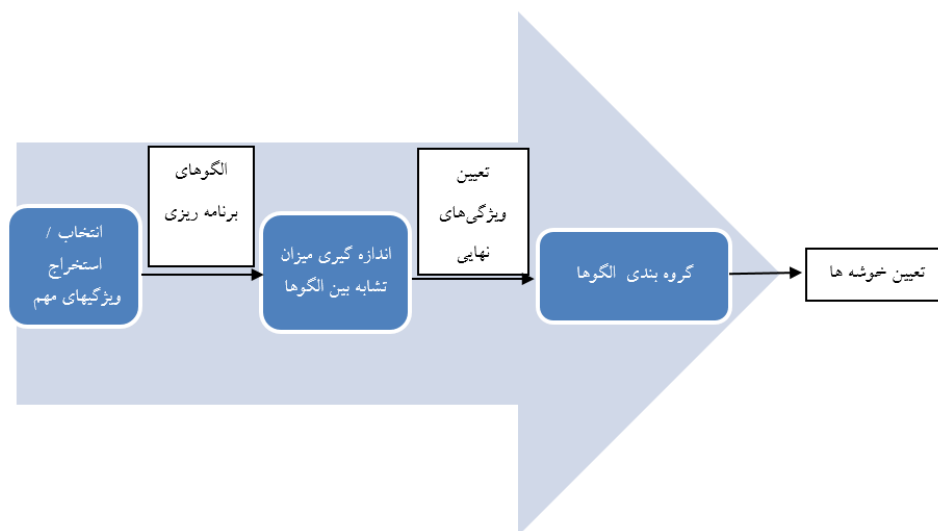 انتخاب /
استخراج
ویژگیهای مهم
الگوهای
برنامه ریزی
اندازه گیری میزان
تشابه بین الگوها
تعیین
ویژگی‌های
نهایی
گروه بندی الگوها
تعیین خوشه ها